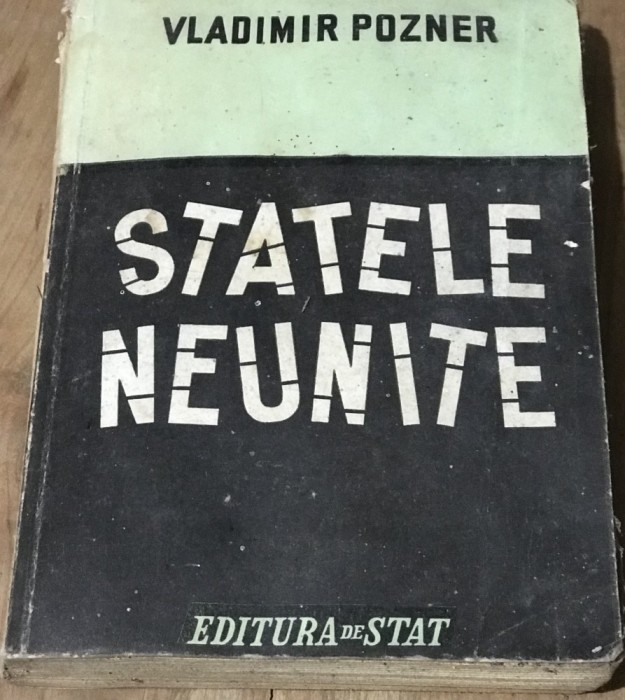 VLADIMIR POZNER
STATELE
NEUNITE
EDITURA DE STAT